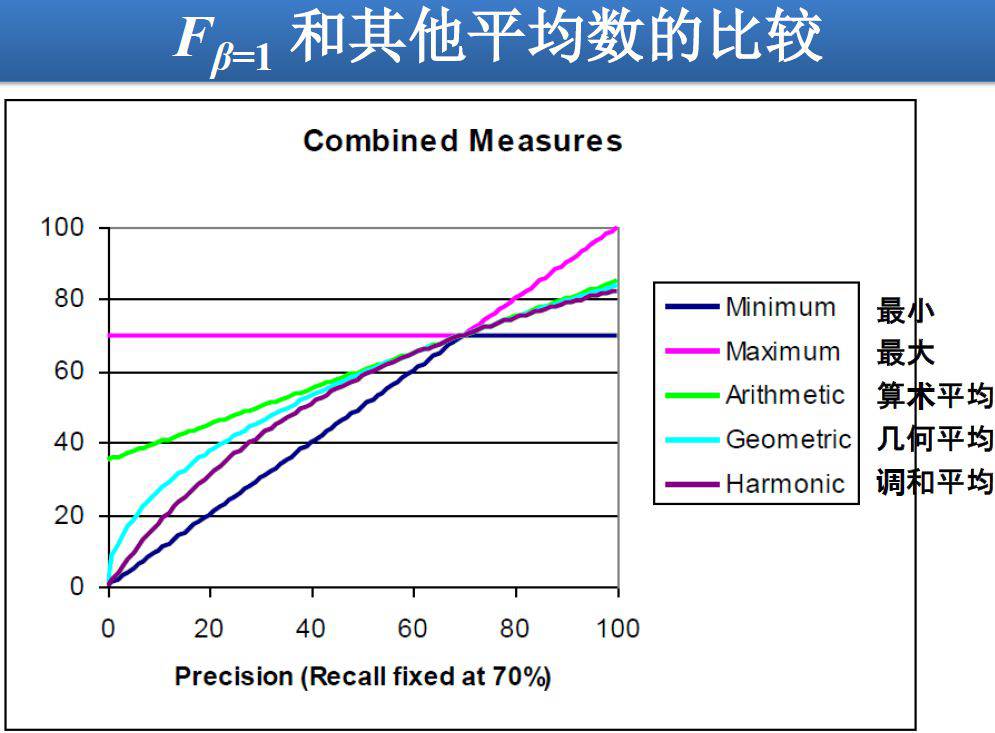 Fβ=1 和其他平均数的比较
Combined Measures
100
80
60
40
20
0
0 20 40 60 80 100
Precision (Recall fixed at 70%)
Minimum 最小
Maximum 最大
Arithmetic 算术平均
Geometric 几何平均
Harmonic 调和平均